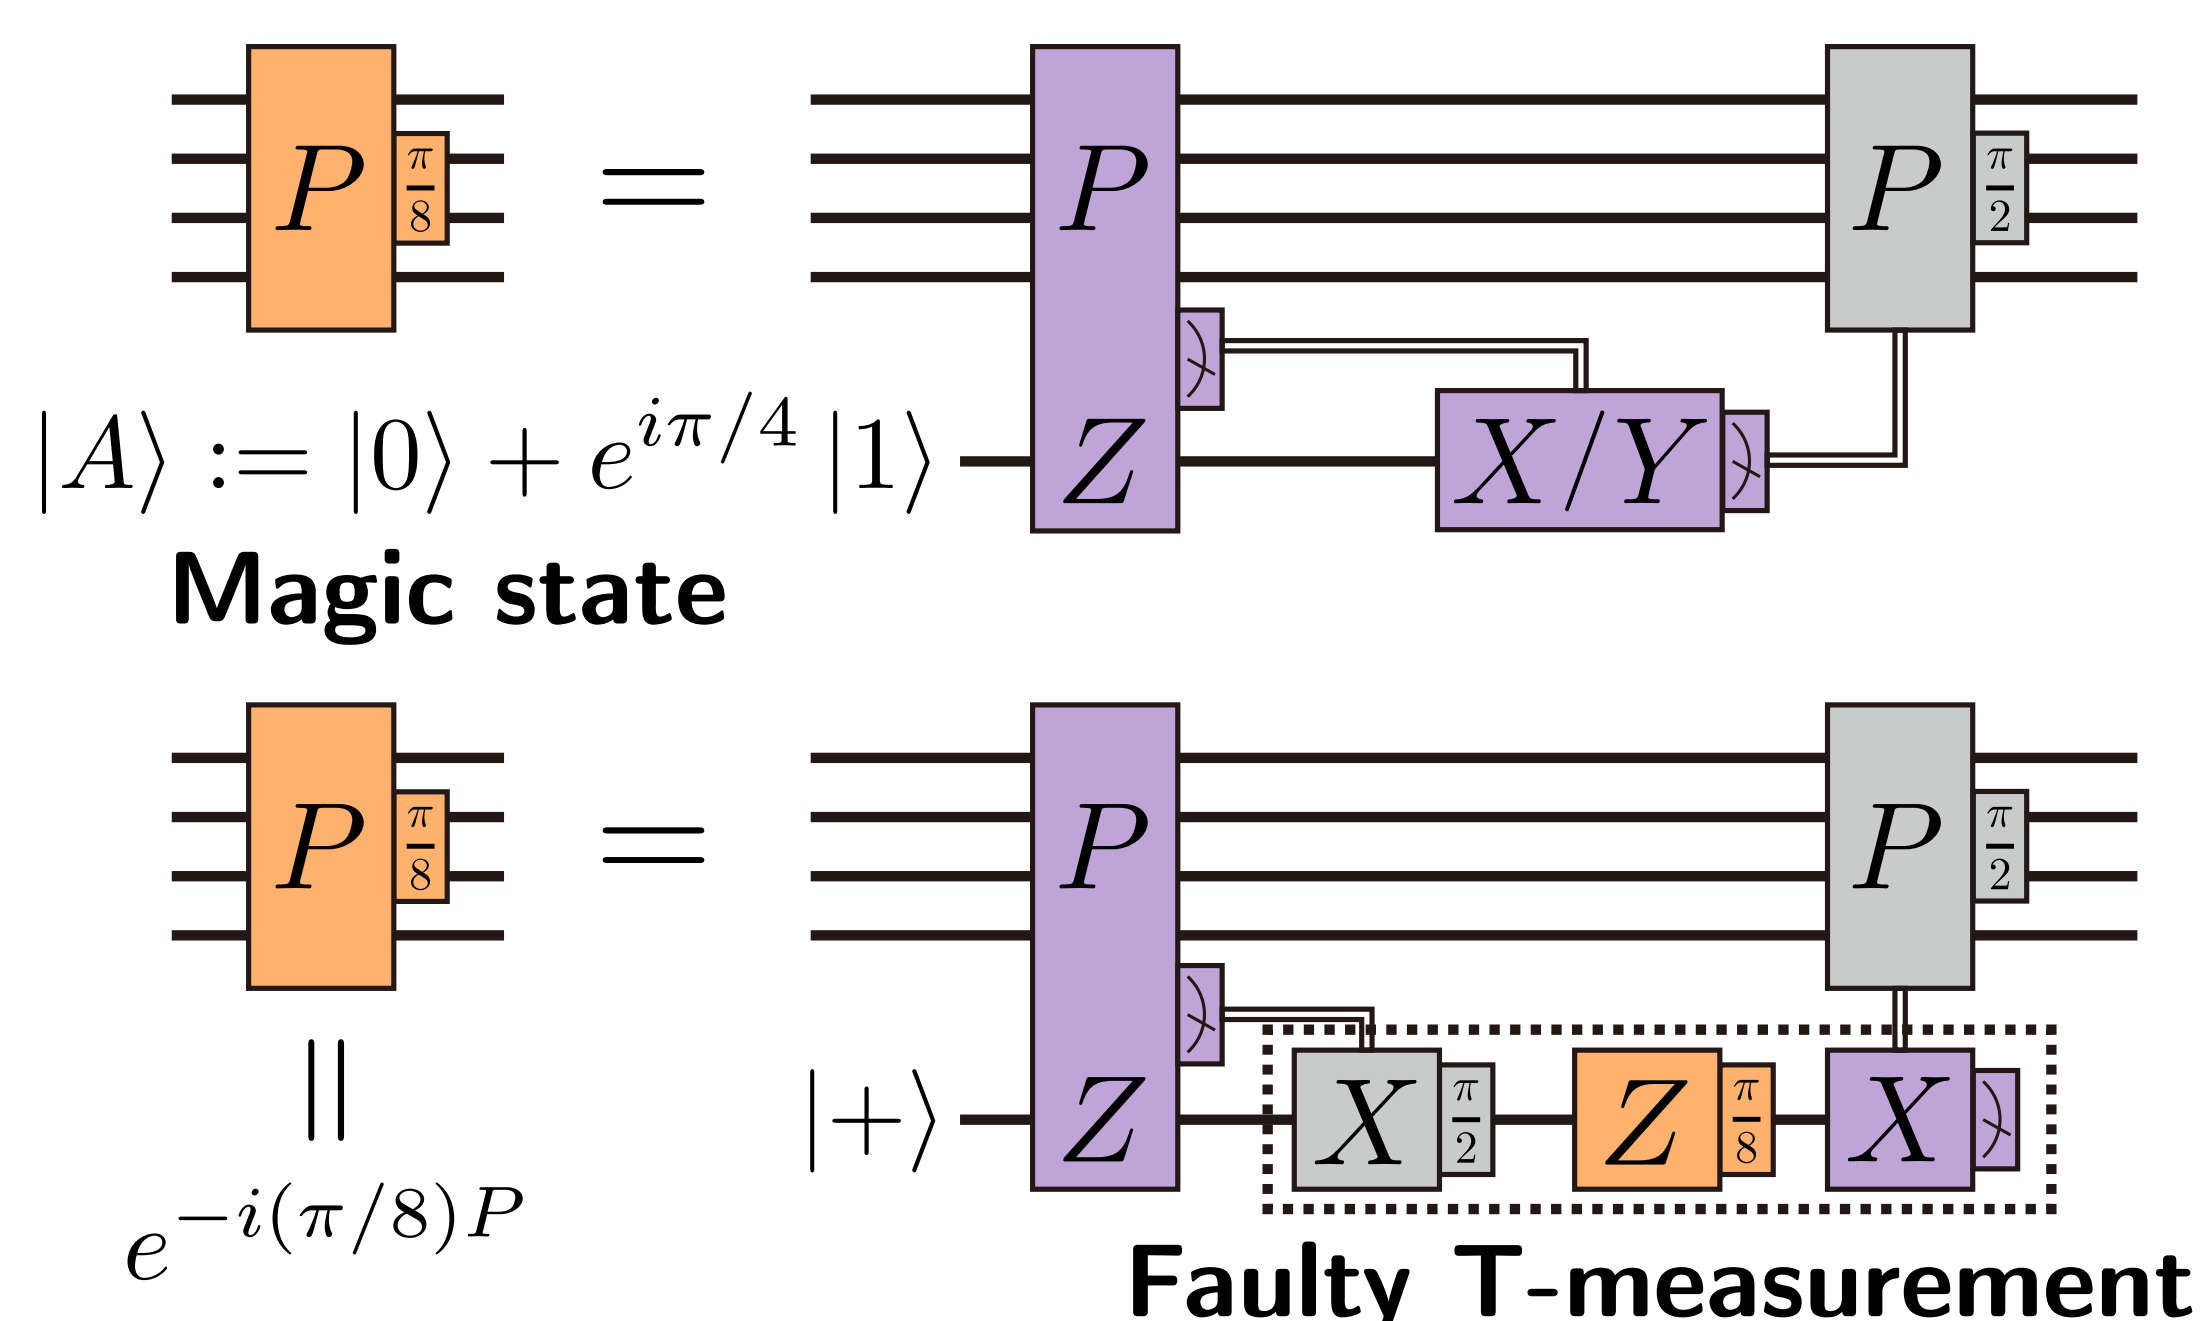 P π/8 = P P π/2
|A⟩ := |0⟩ + e^{iπ/4} |1⟩ Z X/Y
Magic state
P π/8 = P P π/2
|| |+⟩ Z X π/2 Z π/8 X
e^{−i(π/8)P}
Faulty T-measurement